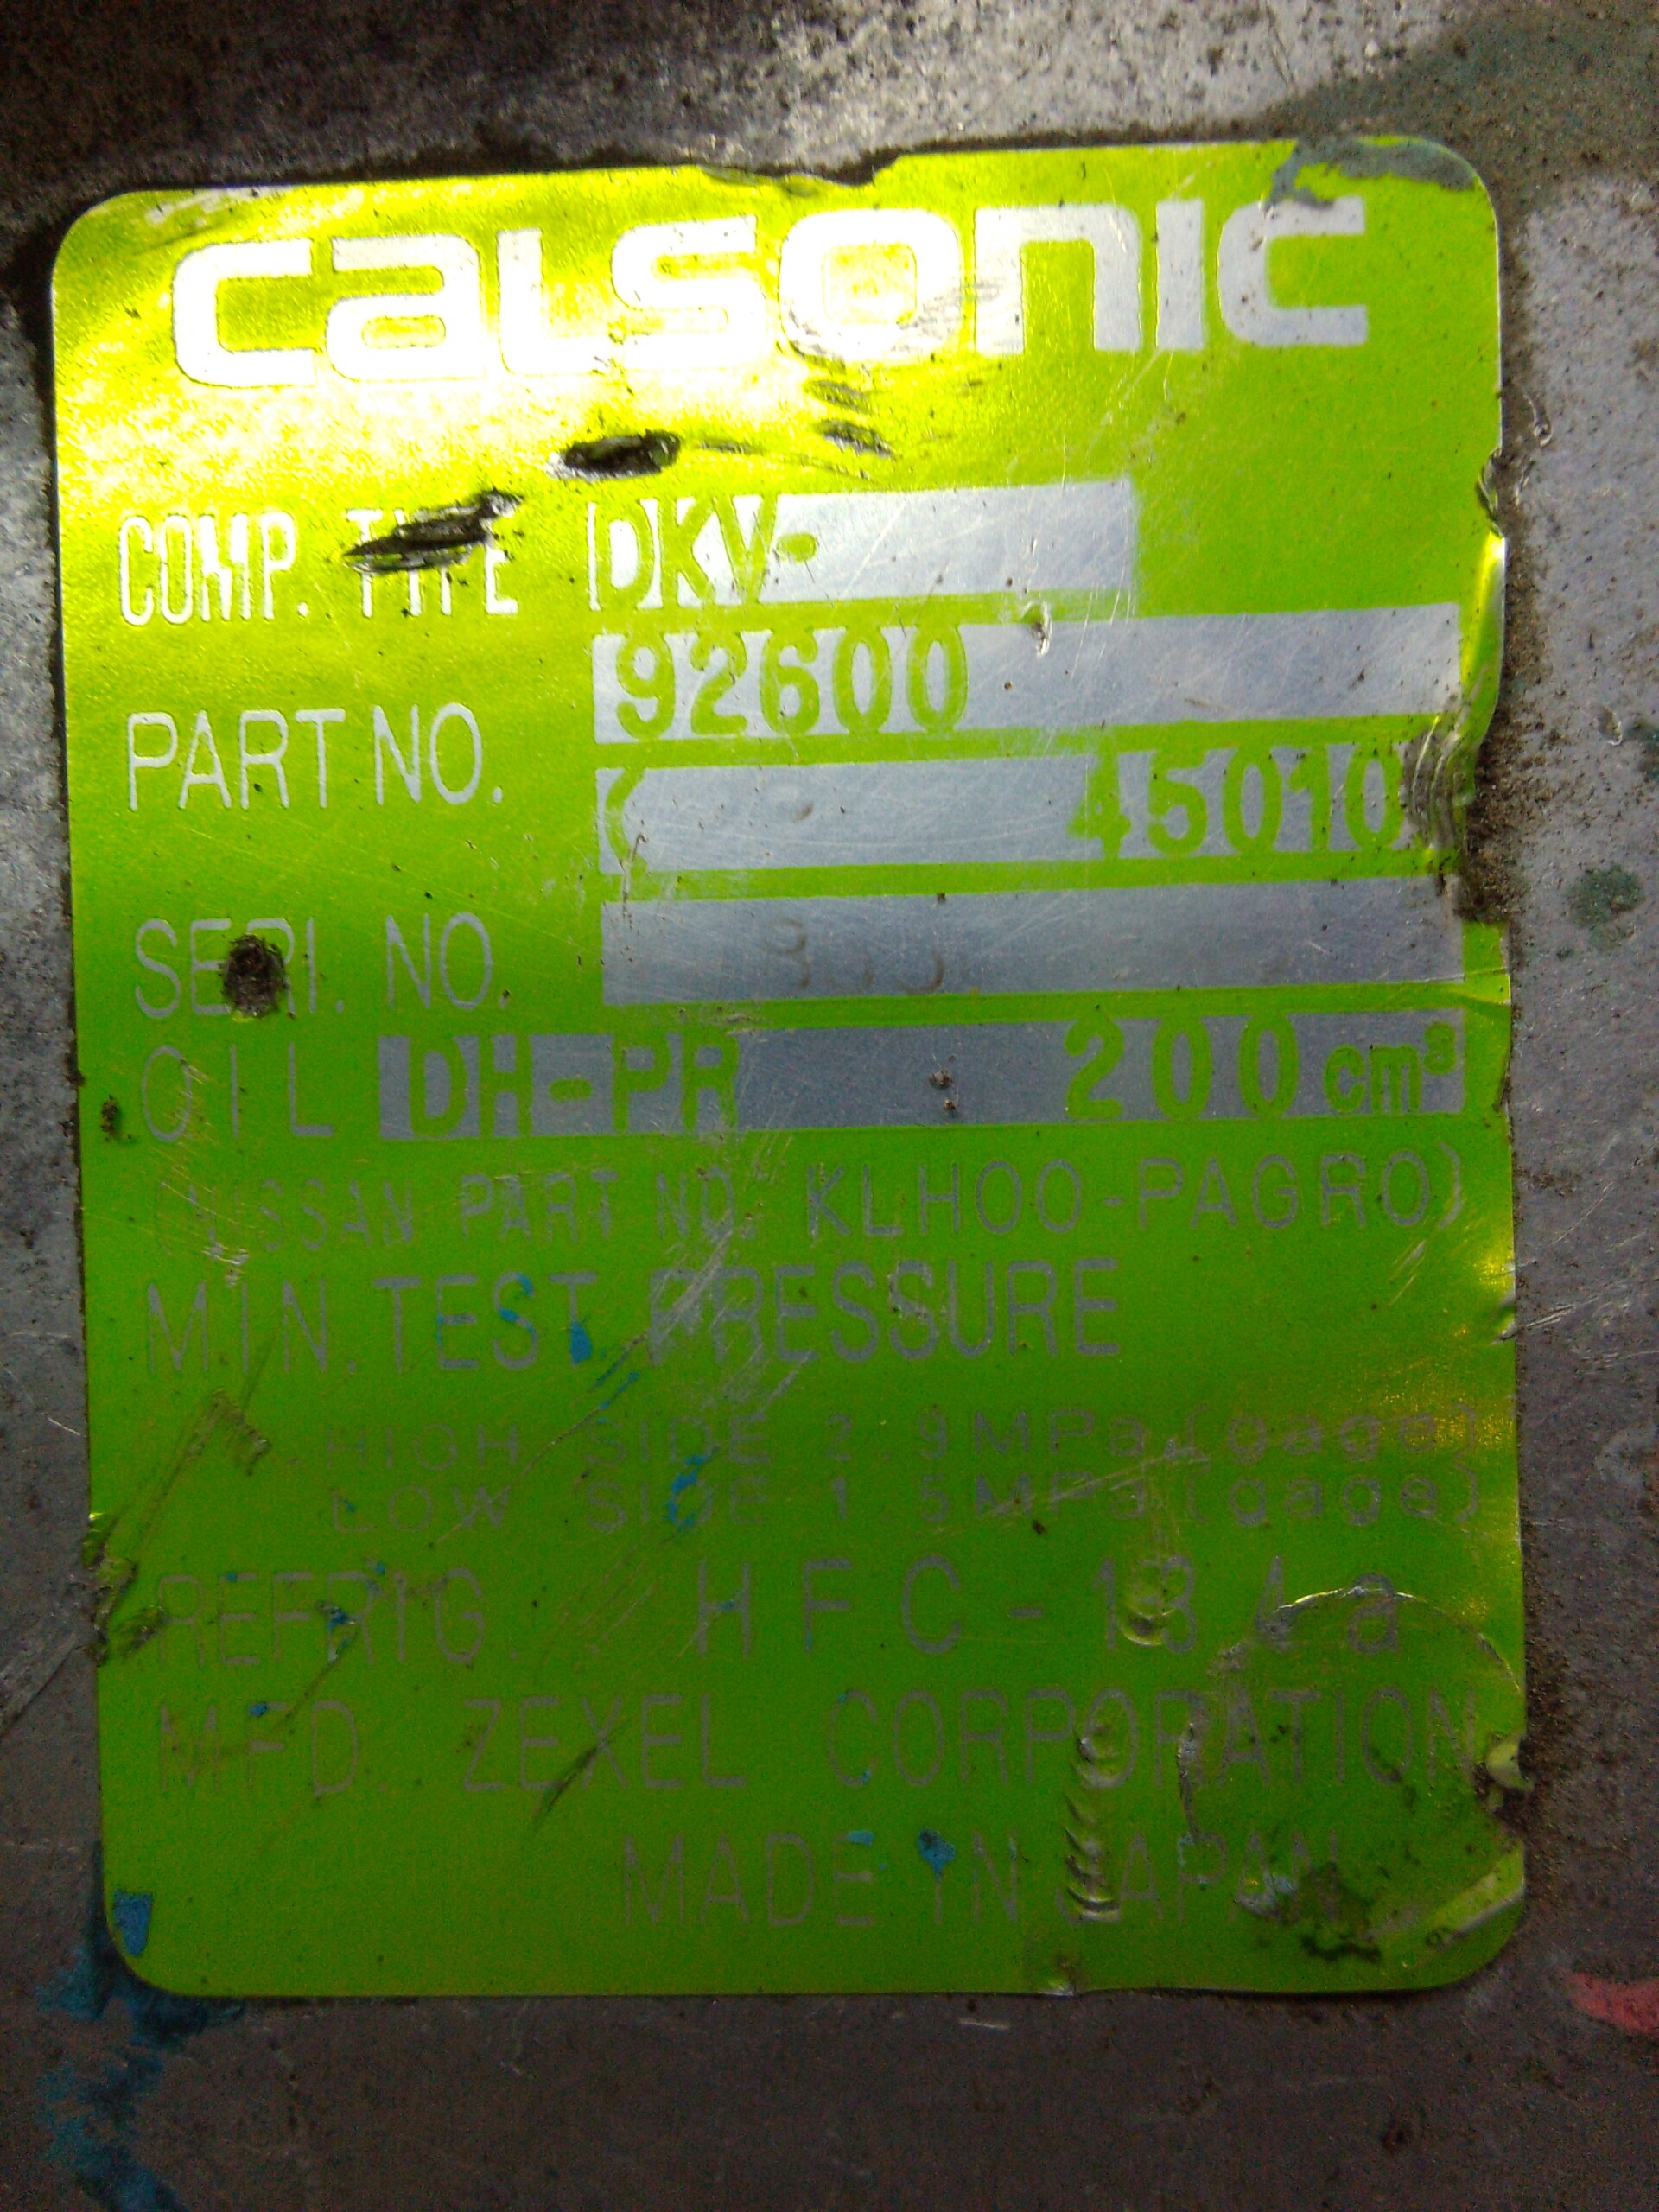 calsonic
COMP. TYPE DKV-
92600
PART NO.
( 45010
SERI. NO.
OIL DH-PR 200cm³
(NISSAN PART NO. KLH00-PAGR0)
MIN. TEST PRESSURE
HIGH SIDE 2.9MPa(gage)
LOW SIDE 1.5MPa(gage)
REFRIG. HFC-134a
MFD. ZEXEL CORPORATION
MADE IN JAPAN